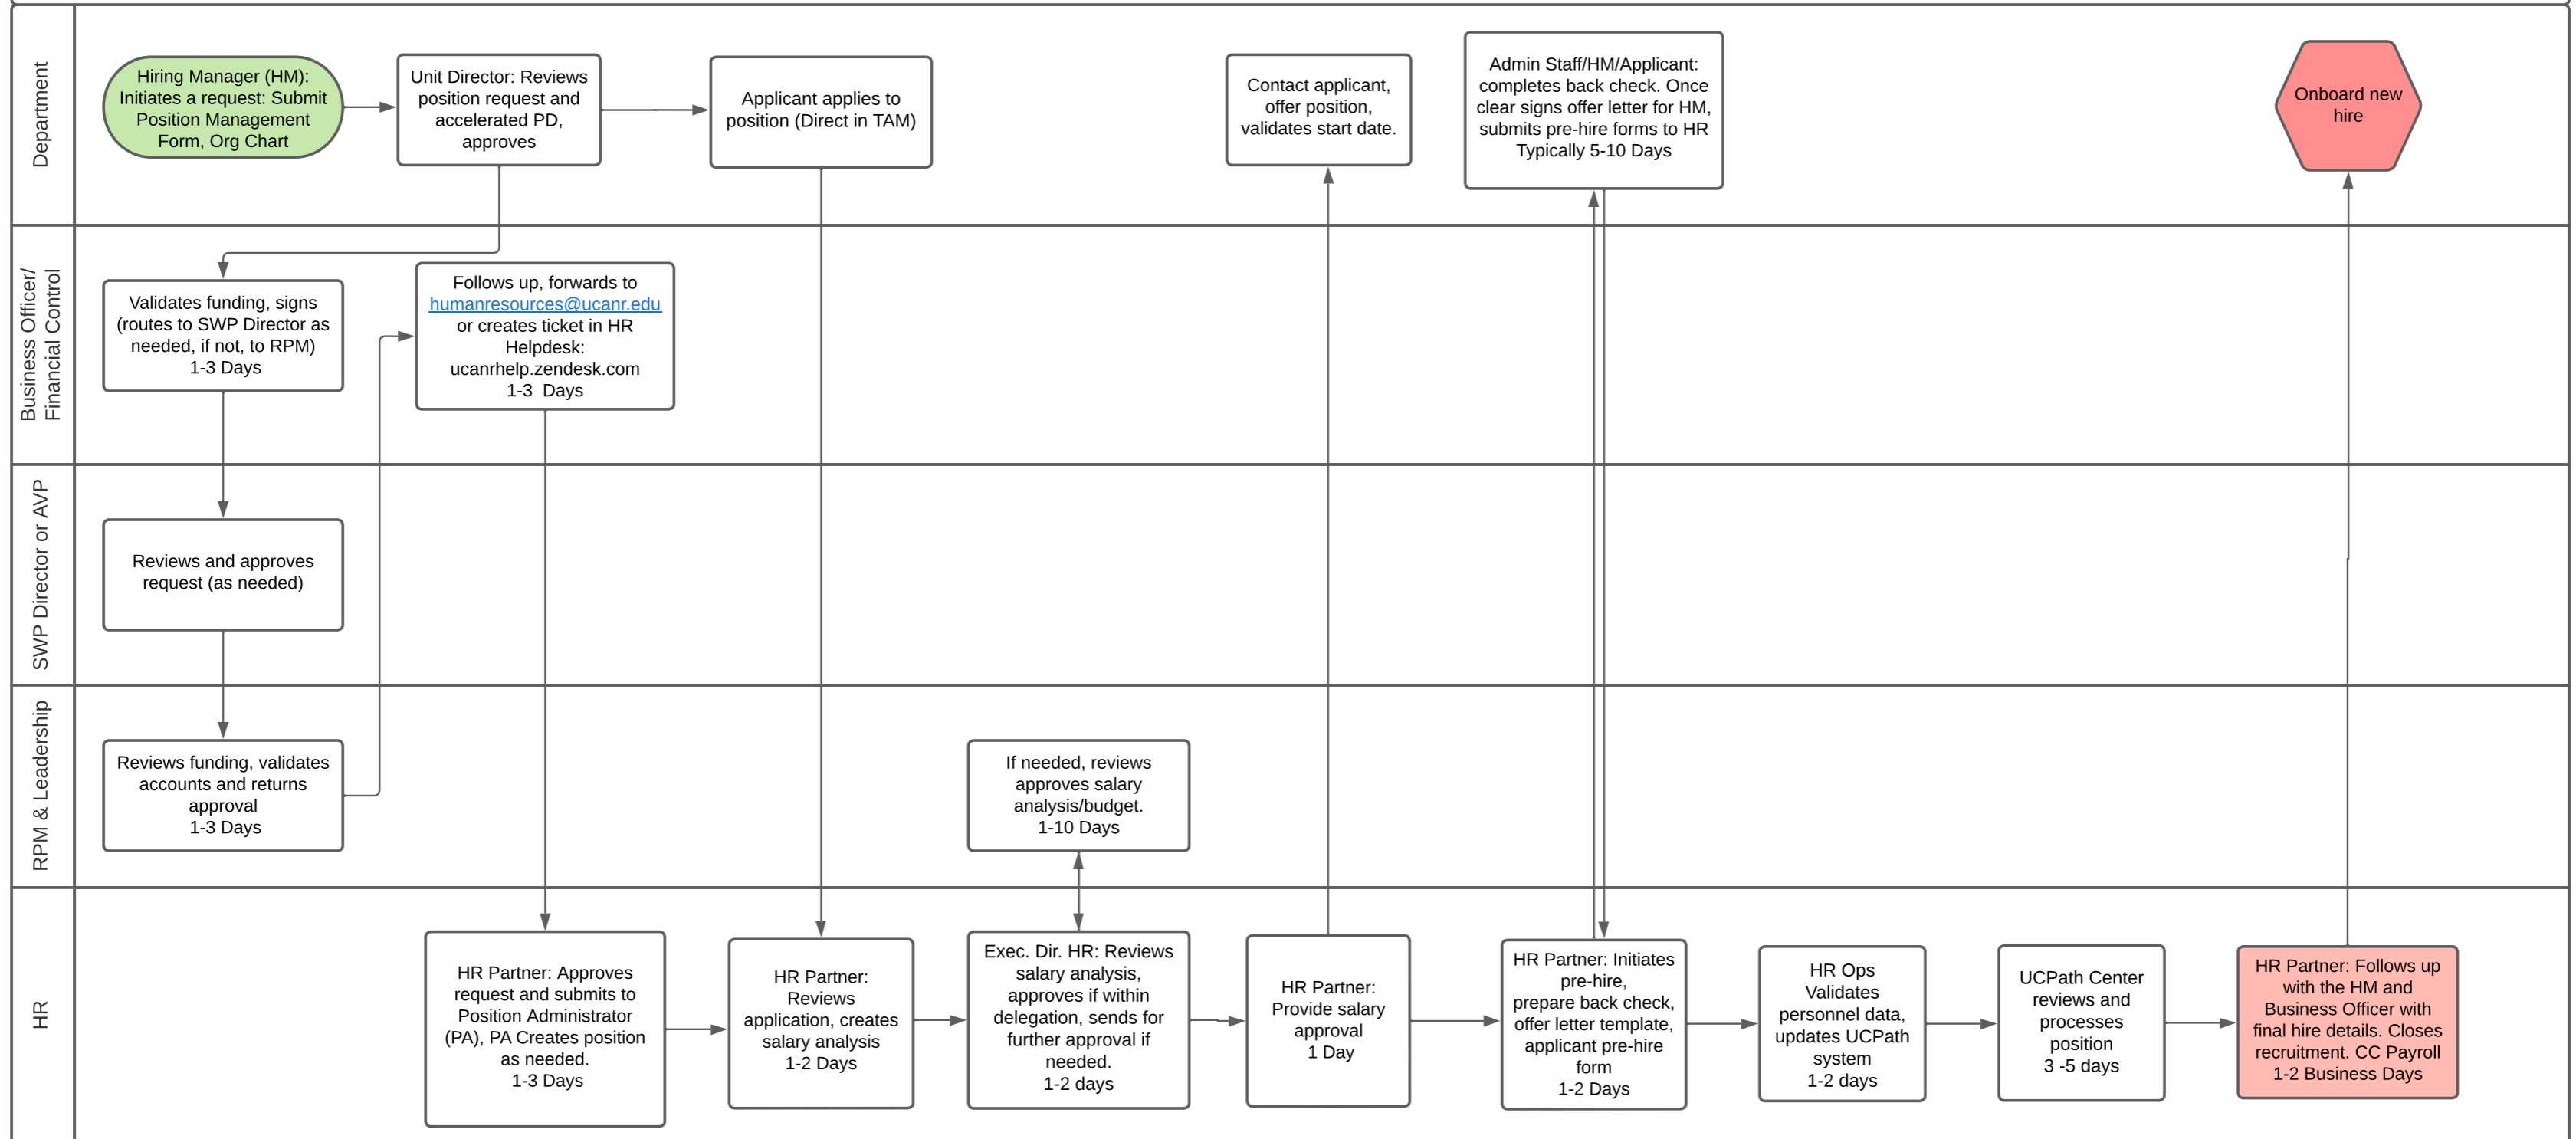 Department
Hiring Manager (HM):
Initiates a request: Submit
Position Management
Form, Org Chart
Unit Director: Reviews
position request and
accelerated PD,
approves
Applicant applies to
position (Direct in TAM)
Contact applicant,
offer position,
validates start date.
Admin Staff/HM/Applicant:
completes back check. Once
clear signs offer letter for HM,
submits pre-hire forms to HR
Typically 5-10 Days
Onboard new
hire
Business Officer/
Financial Control
Validates funding, signs
(routes to SWP Director as
needed, if not, to RPM)
1-3 Days
Follows up, forwards to
humanresources@ucanr.edu
or creates ticket in HR
Helpdesk:
ucanrhelp.zendesk.com
1-3 Days
SWP Director or AVP
Reviews and approves
request (as needed)
RPM & Leadership
Reviews funding, validates
accounts and returns
approval
1-3 Days
If needed, reviews
approves salary
analysis/budget.
1-10 Days
HR
HR Partner: Approves
request and submits to
Position Administrator
(PA), PA Creates position
as needed.
1-3 Days
HR Partner:
Reviews
application, creates
salary analysis
1-2 Days
Exec. Dir. HR: Reviews
salary analysis,
approves if within
delegation, sends for
further approval if
needed.
1-2 days
HR Partner:
Provide salary
approval
1 Day
HR Partner: Initiates
pre-hire,
prepare back check,
offer letter template,
applicant pre-hire
form
1-2 Days
HR Ops
Validates
personnel data,
updates UCPath
system
1-2 days
UCPath Center
reviews and
processes
position
3 -5 days
HR Partner: Follows up
with the HM and
Business Officer with
final hire details. Closes
recruitment. CC Payroll
1-2 Business Days